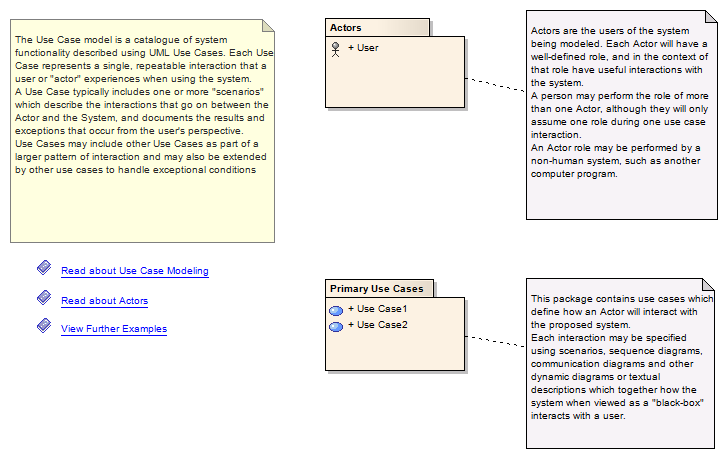 The Use Case model is a catalogue of system
functionality described using UML Use Cases. Each Use
Case represents a single, repeatable interaction that a
user or "actor" experiences when using the system.
A Use Case typically includes one or more "scenarios"
which describe the interactions that go on between the
Actor and the System, and documents the results and
exceptions that occur from the user's perspective.
Use Cases may include other Use Cases as part of a
larger pattern of interaction and may also be extended
by other use cases to handle exceptional conditions
Read about Use Case Modeling
Read about Actors
View Further Examples
Actors
+ User
Actors are the users of the system
being modeled. Each Actor will have a
well-defined role, and in the context of
that role have useful interactions with
the system.
A person may perform the role of more
than one Actor, although they will only
assume one role during one use case
interaction.
An Actor role may be performed by a
non-human system, such as another
computer program.
Primary Use Cases
+ Use Case1
+ Use Case2
This package contains use cases which
define how an Actor will interact with
the proposed system.
Each interaction may be specified
using scenarios, sequence diagrams,
communication diagrams and other
dynamic diagrams or textual
descriptions which together how the
system when viewed as a "black-box"
interacts with a user.